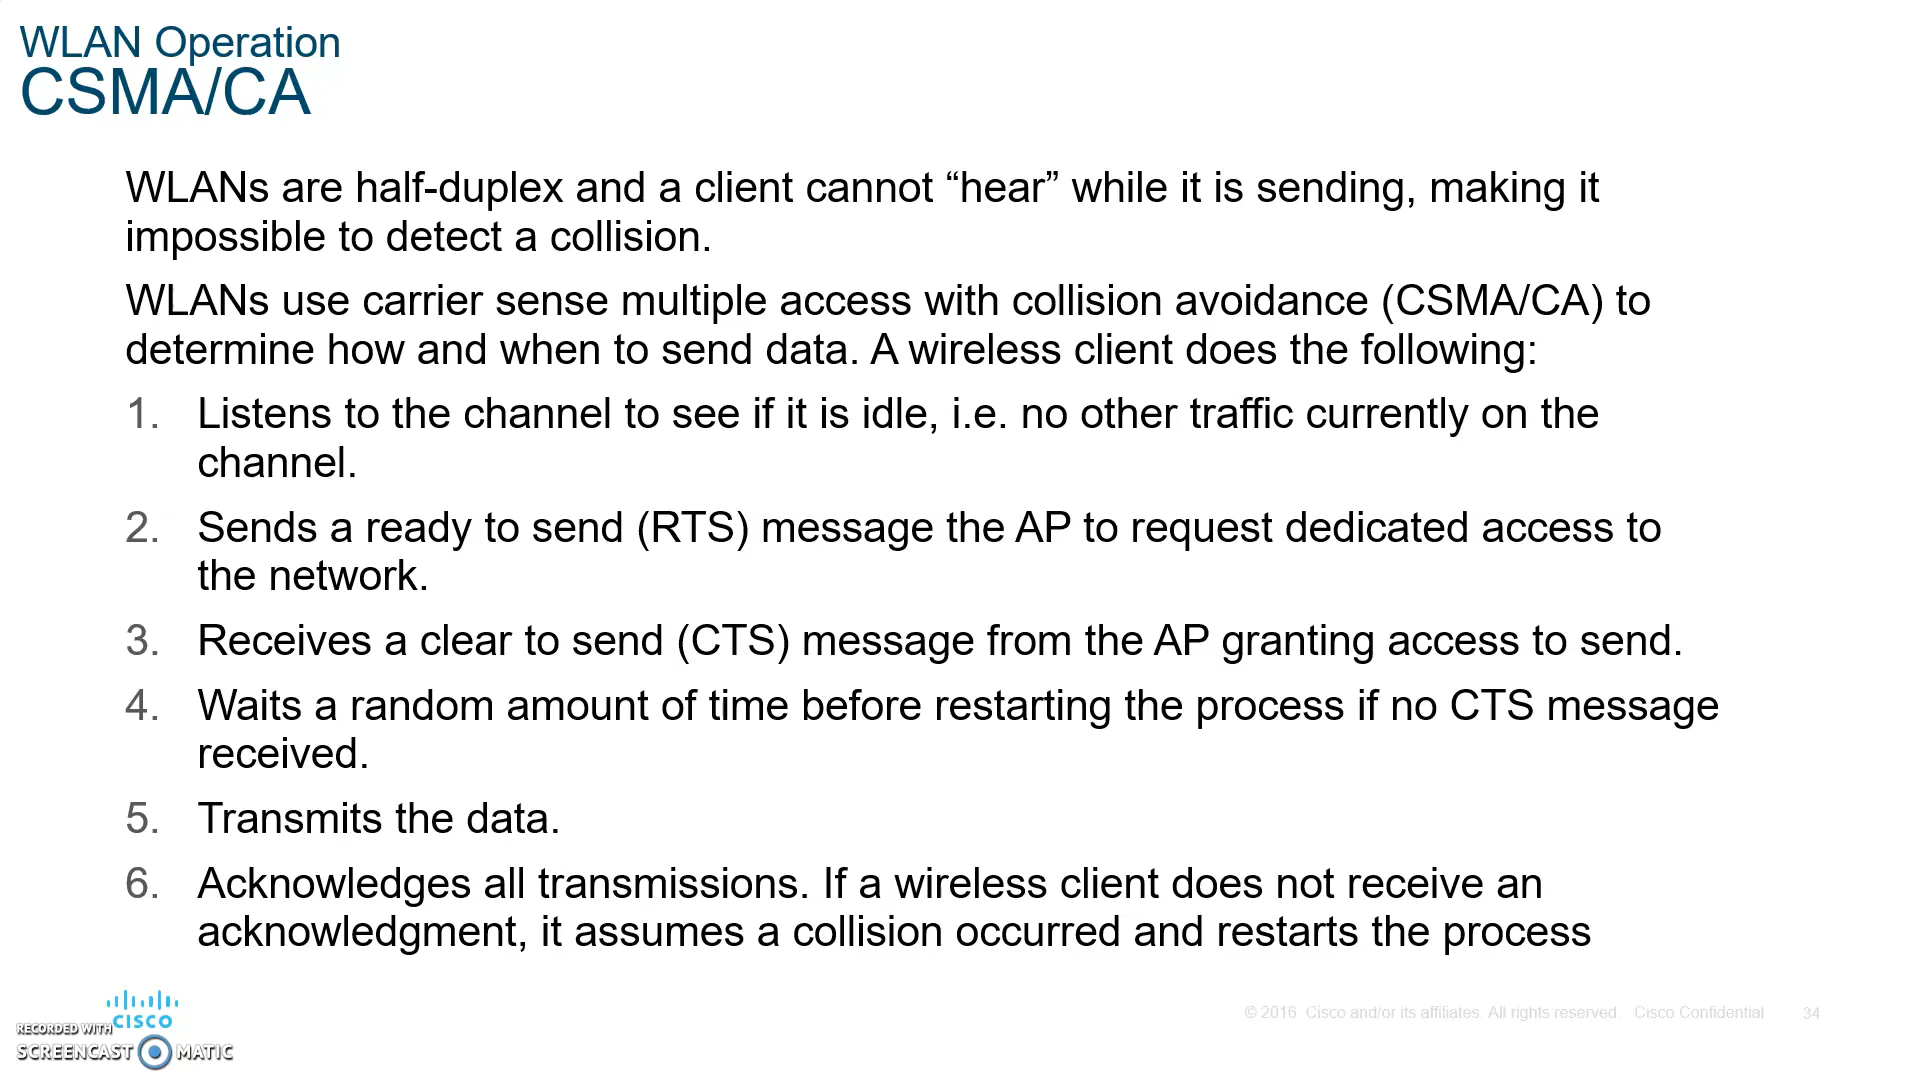 WLAN Operation
CSMA/CA
WLANs are half-duplex and a client cannot “hear” while it is sending, making it
impossible to detect a collision.
WLANs use carrier sense multiple access with collision avoidance (CSMA/CA) to
determine how and when to send data. A wireless client does the following:
1. Listens to the channel to see if it is idle, i.e. no other traffic currently on the
channel.
2. Sends a ready to send (RTS) message the AP to request dedicated access to
the network.
3. Receives a clear to send (CTS) message from the AP granting access to send.
4. Waits a random amount of time before restarting the process if no CTS message
received.
5. Transmits the data.
6. Acknowledges all transmissions. If a wireless client does not receive an
acknowledgment, it assumes a collision occurred and restarts the process
© 2016 Cisco and/or its affiliates. All rights reserved. Cisco Confidential 34
CISCO
RECORDED WITH
SCREENCAST MATIC